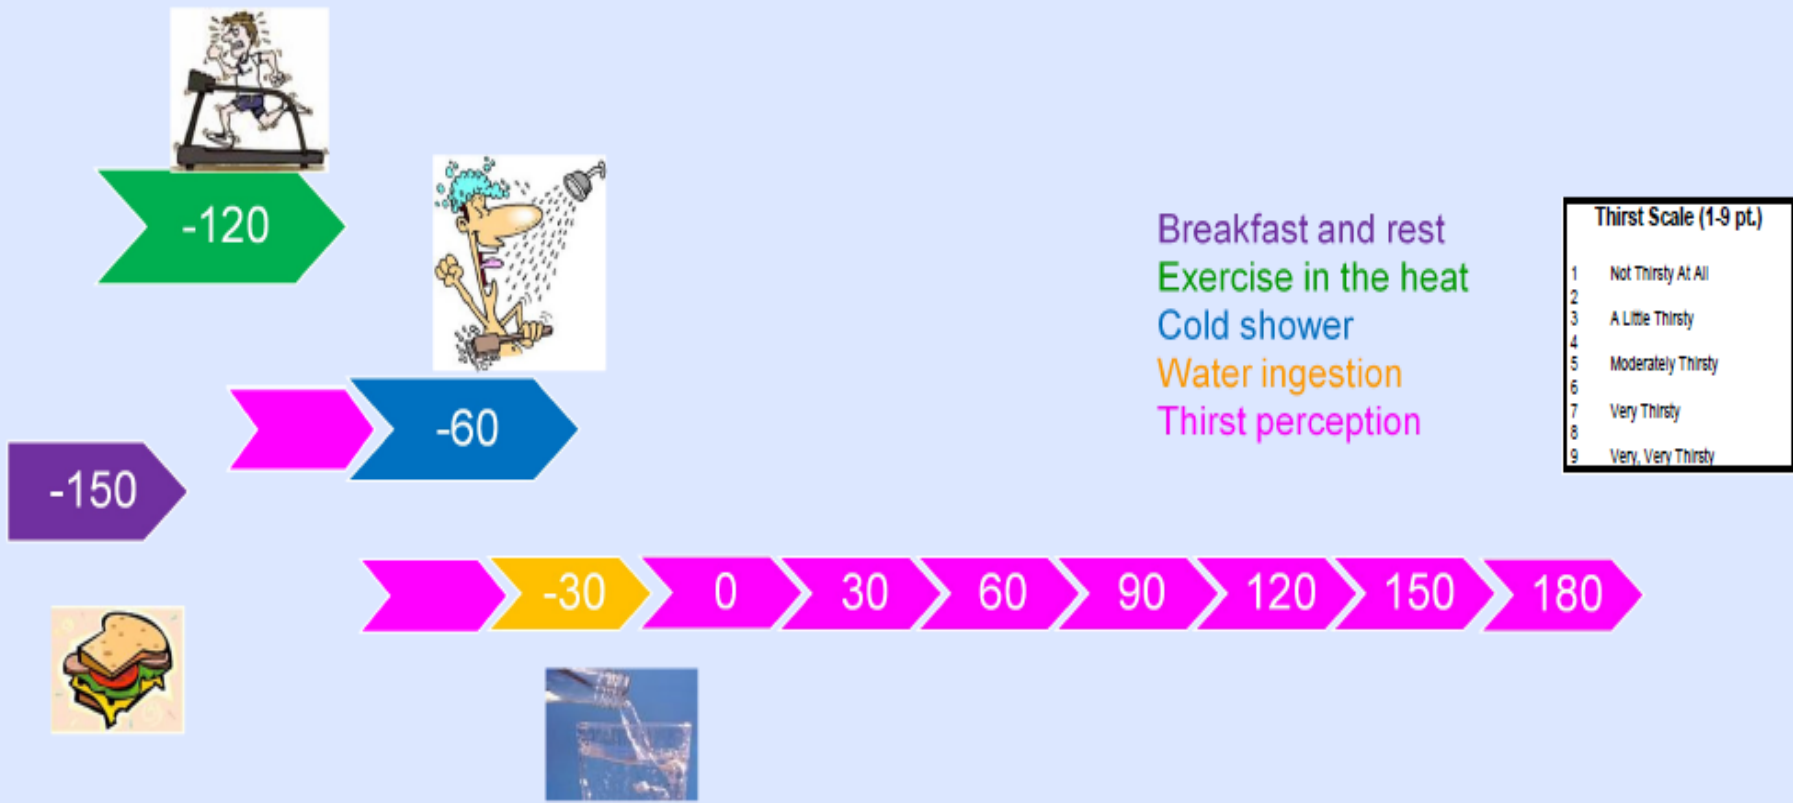 -120
-60
-150
-30
0
30
60
90
120
150
180
Breakfast and rest
Exercise in the heat
Cold shower
Water ingestion
Thirst perception
Thirst Scale (1-9 pt.)
1 Not Thirsty At All
2
3 A Little Thirsty
4
5 Moderately Thirsty
6
7 Very Thirsty
8
9 Very, Very Thirsty